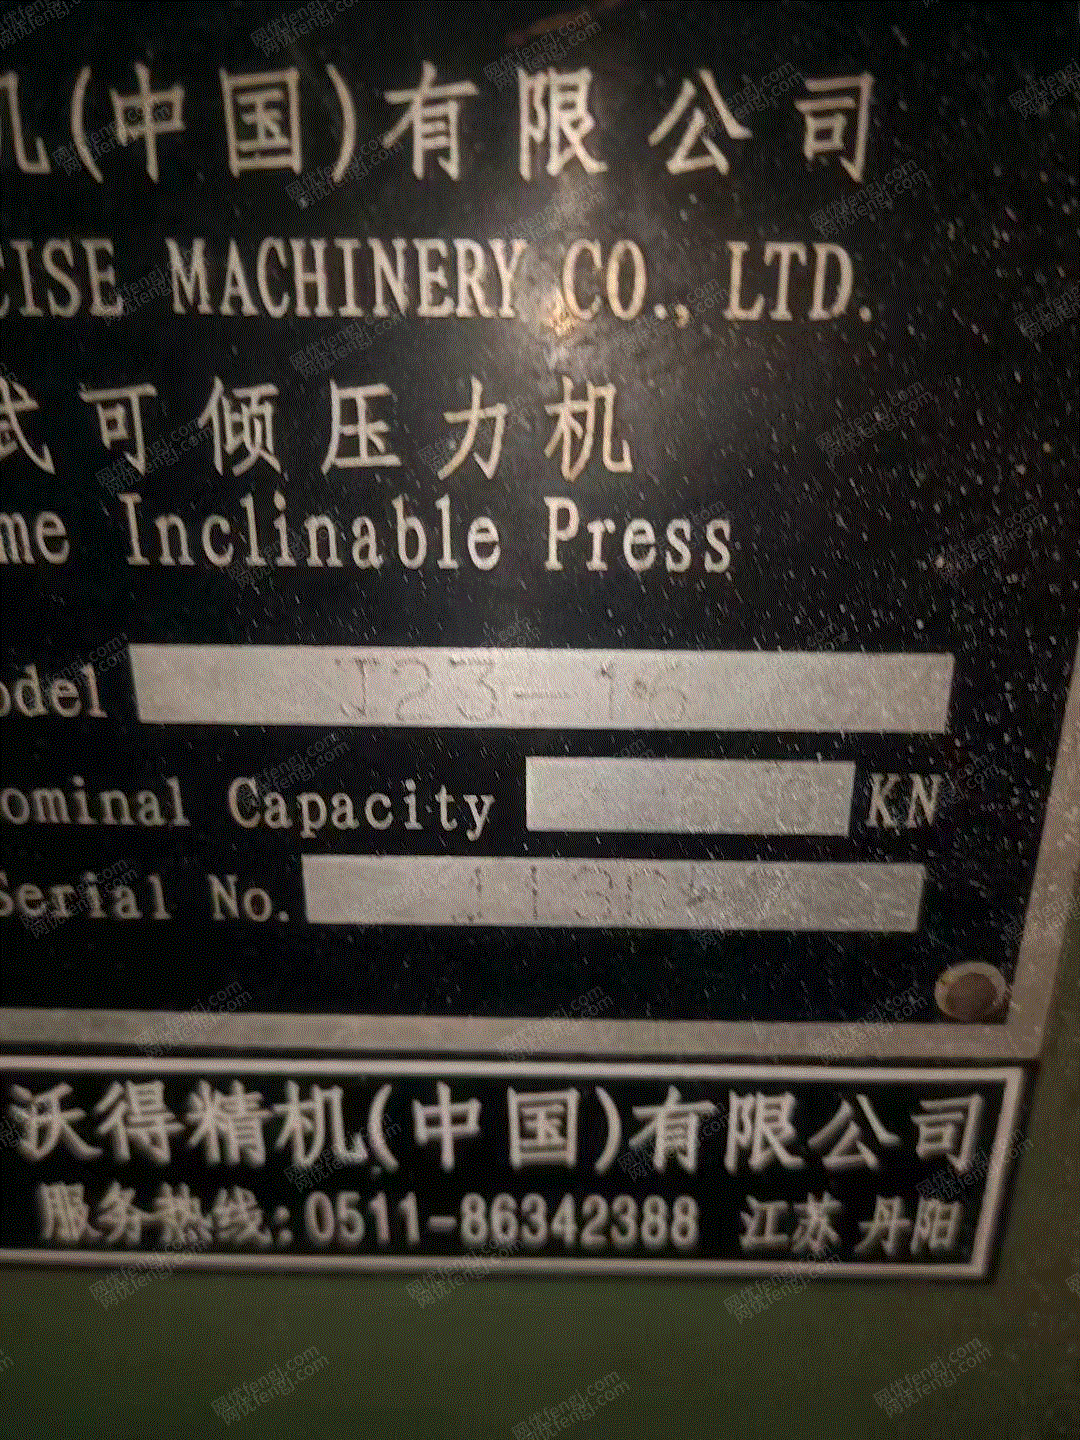 机(中国)有限公司
CISE MACHINERY CO., LTD.
式可倾压力机
me Inclinable Press
odel J23-16
ominal Capacity KN
Serial No.
沃得精机(中国)有限公司
服务热线:0511-86342388 江苏 丹阳